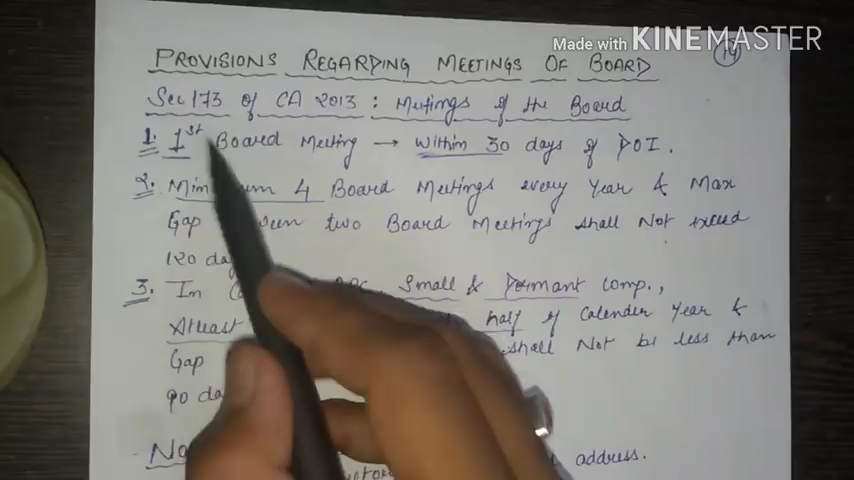 Made with KINEMASTER
PROVISIONS REGARDING MEETINGS OF BOARD 14
Sec 173 of CA 2013 : Meetings of the Board
1. 1st Board Meeting → Within 30 days of DOI.
2. Minimum 4 Board Meetings every Year & Max
Gap two Board Meetings shall Not exceed
120
3. In Small & Dormant Comp.,
Atleast half of Calender Year &
Gap shall Not be less than
90
address.